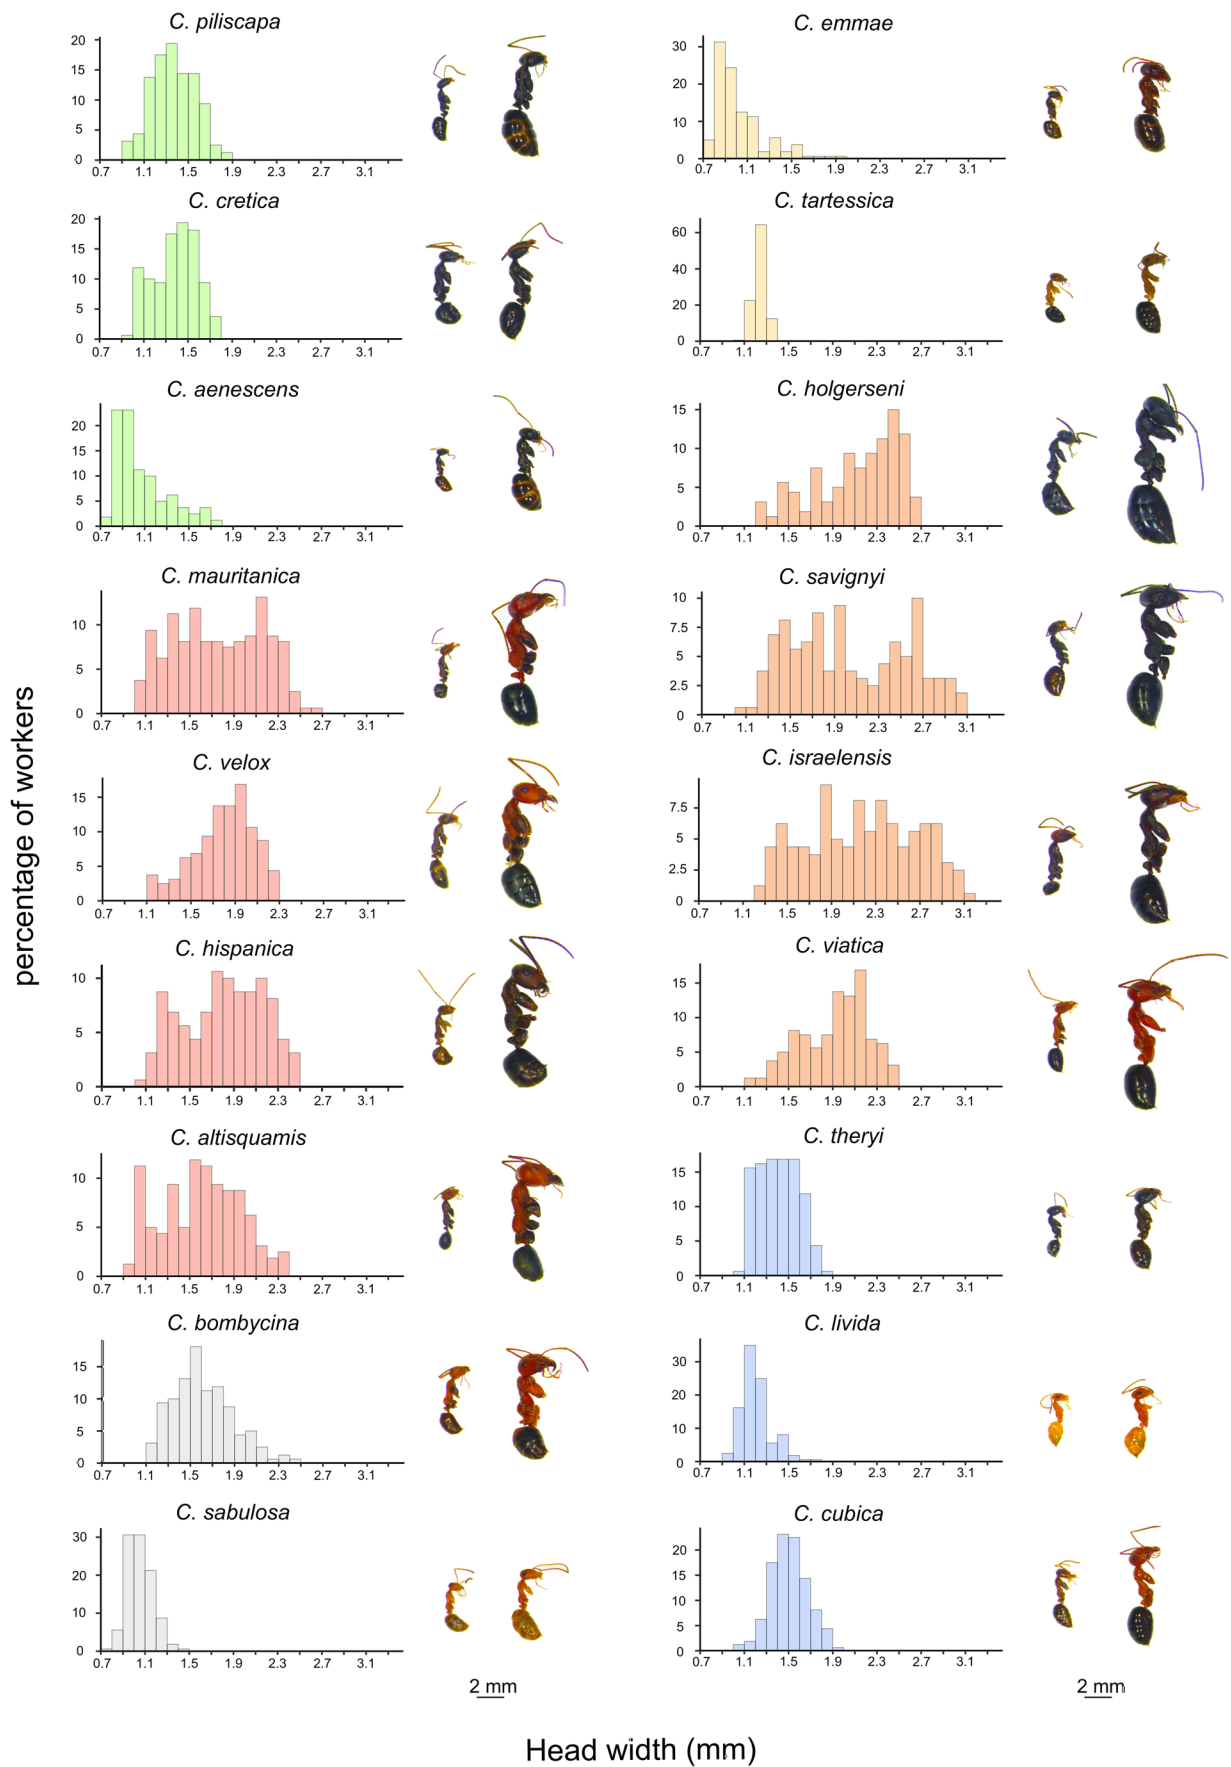 C. piliscapa
20
15
10
5
0
0.7 1.1 1.5 1.9 2.3 2.7 3.1
C. emmae
30
20
10
0
0.7 1.1 1.5 1.9 2.3 2.7 3.1
C. cretica
20
15
10
5
0
0.7 1.1 1.5 1.9 2.3 2.7 3.1
C. tartessica
60
40
20
0
0.7 1.1 1.5 1.9 2.3 2.7 3.1
C. aenescens
20
15
10
5
0
0.7 1.1 1.5 1.9 2.3 2.7 3.1
C. holgerseni
15
10
5
0
0.7 1.1 1.5 1.9 2.3 2.7 3.1
C. mauritanica
10
5
0
0.7 1.1 1.5 1.9 2.3 2.7 3.1
C. savignyi
10
7.5
5
2.5
0
0.7 1.1 1.5 1.9 2.3 2.7 3.1
percentage of workers
C. velox
15
10
5
0
0.7 1.1 1.5 1.9 2.3 2.7 3.1
C. israelensis
7.5
5
2.5
0
0.7 1.1 1.5 1.9 2.3 2.7 3.1
C. hispanica
10
5
0
0.7 1.1 1.5 1.9 2.3 2.7 3.1
C. viatica
15
10
5
0
0.7 1.1 1.5 1.9 2.3 2.7 3.1
C. altisquamis
10
5
0
0.7 1.1 1.5 1.9 2.3 2.7 3.1
C. theryi
15
10
5
0
0.7 1.1 1.5 1.9 2.3 2.7 3.1
C. bombycina
15
10
5
0
0.7 1.1 1.5 1.9 2.3 2.7 3.1
C. livida
30
20
10
0
0.7 1.1 1.5 1.9 2.3 2.7 3.1
C. sabulosa
30
20
10
0
0.7 1.1 1.5 1.9 2.3 2.7 3.1
C. cubica
20
15
10
5
0
0.7 1.1 1.5 1.9 2.3 2.7 3.1
2 mm
2 mm
Head width (mm)